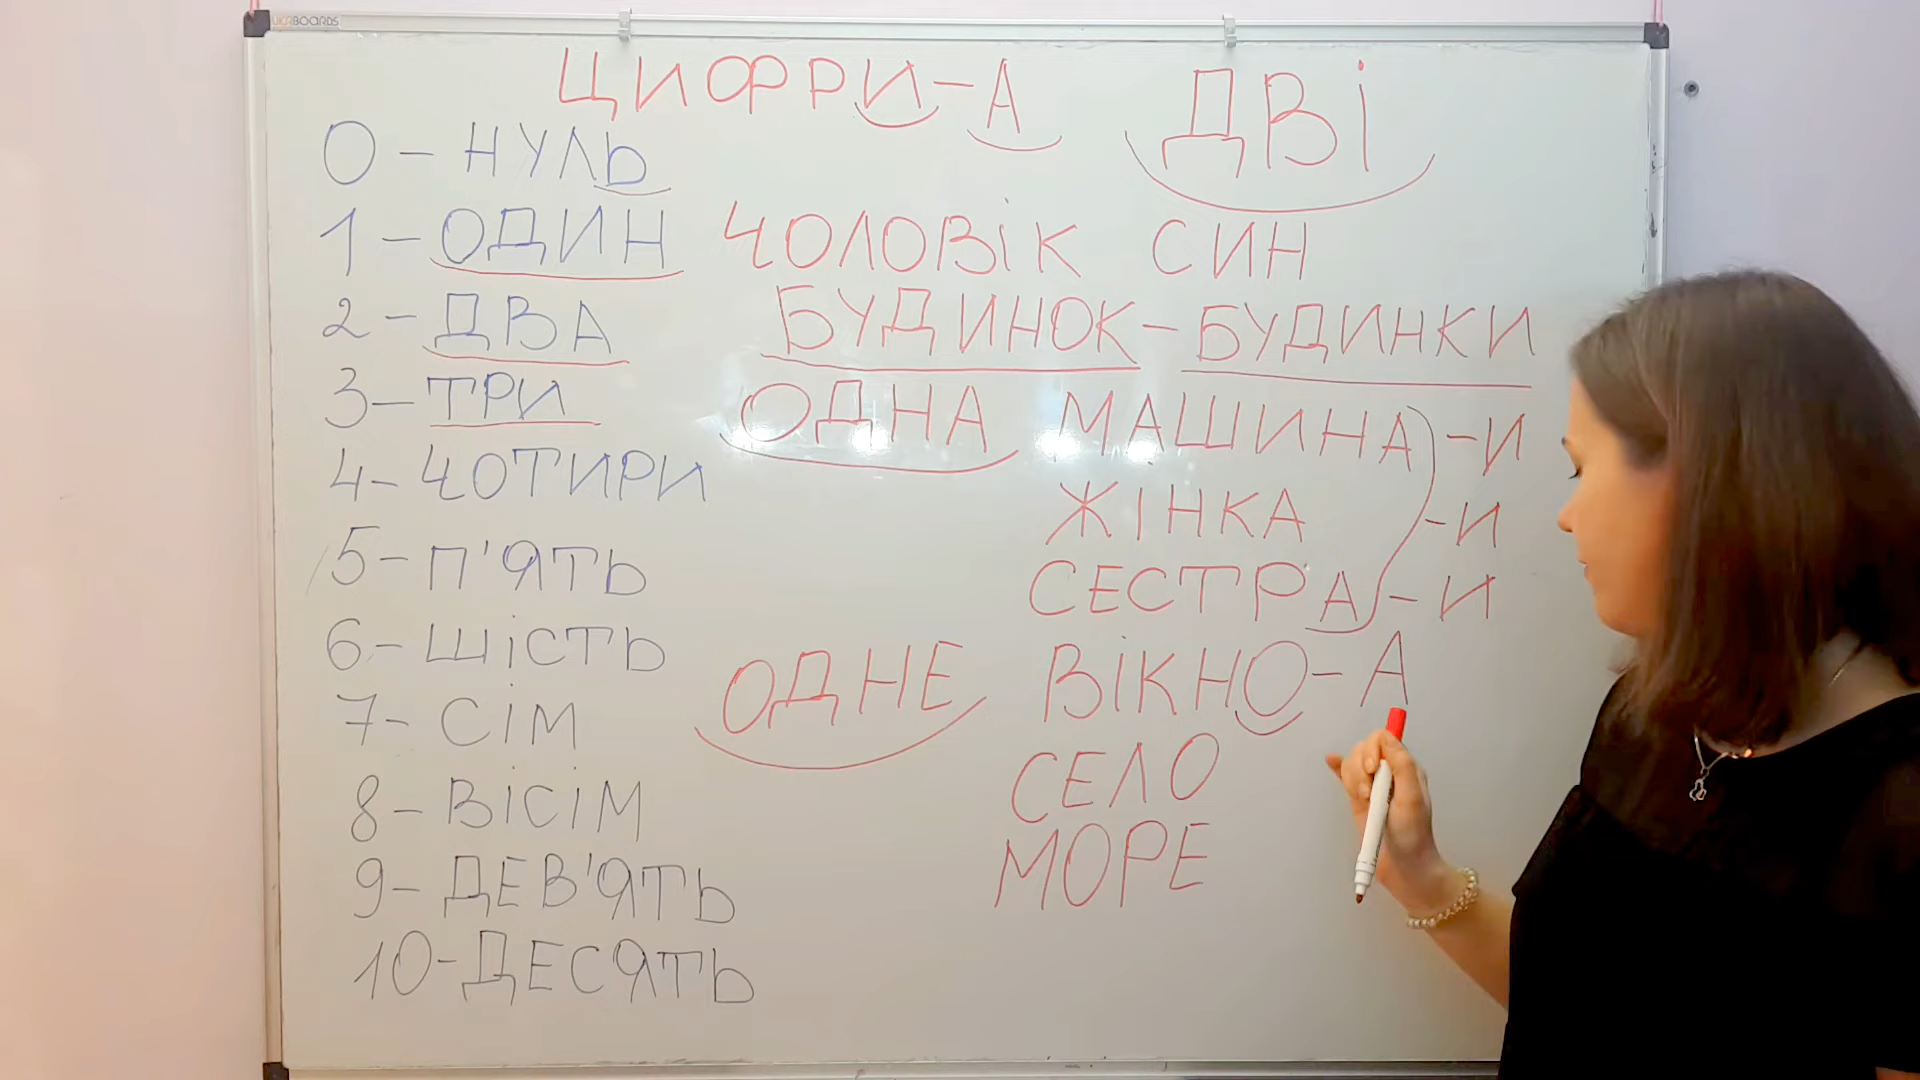 UKRBOARDS
ЦИФРИ-А ДВІ
0 - НУЛЬ
1 - ОДИН ЧОЛОВІК СИН
2 - ДВА БУДИНОК - БУДИНКИ
3 - ТРИ ОДНА МАШИНА - И
4 - ЧОТИРИ ЖІНКА - И
5 - П'ЯТЬ СЕСТРА - И
6 - ШІСТЬ ОДНЕ ВІКНО - А
7 - СІМ СЕЛО
8 - ВІСІМ МОРЕ
9 - ДЕВ'ЯТЬ
10 - ДЕСЯТЬ